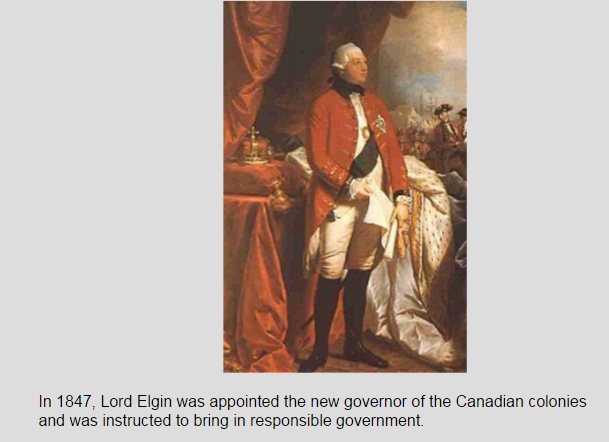 In 1847, Lord Elgin was appointed the new governor of the Canadian colonies
and was instructed to bring in responsible government.